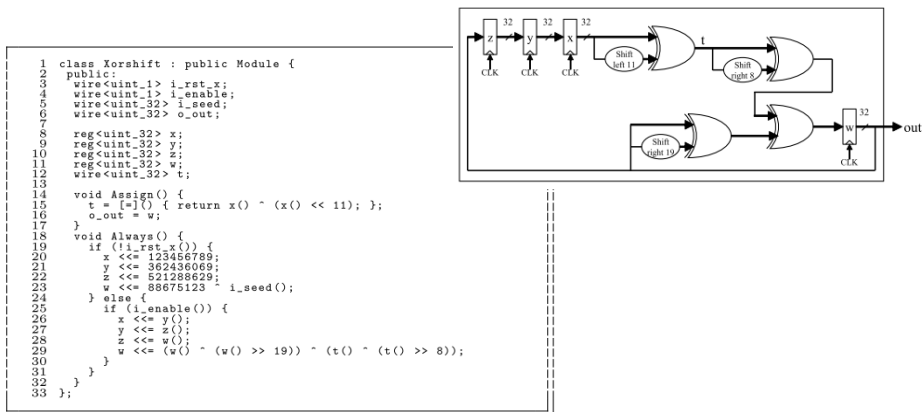 1 class Xorshift : public Module {
2 public:
3 wire<uint_1> i_rst_x;
4 wire<uint_1> i_enable;
5 wire<uint_32> i_seed;
6 wire<uint_32> o_out;
7
8 reg<uint_32> x;
9 reg<uint_32> y;
10 reg<uint_32> z;
11 reg<uint_32> w;
12 wire<uint_32> t;
13
14 void Assign() {
15 t = [=]() { return x() ^ (x() << 11); };
16 o_out = w;
17 }
18 void Always() {
19 if (!i_rst_x()) {
20 x <<= 123456789;
21 y <<= 362436069;
22 z <<= 521288629;
23 w <<= 88675123 ^ i_seed();
24 } else {
25 if (i_enable()) {
26 x <<= y();
27 y <<= z();
28 z <<= w();
29 w <<= (w() ^ (w() >> 19)) ^ (t() ^ (t() >> 8));
30 }
31 }
32 }
33 };
32 32 32
z y x t
Shift
left 11
Shift
right 8
CLK CLK CLK
32
w out
Shift
right 19
CLK